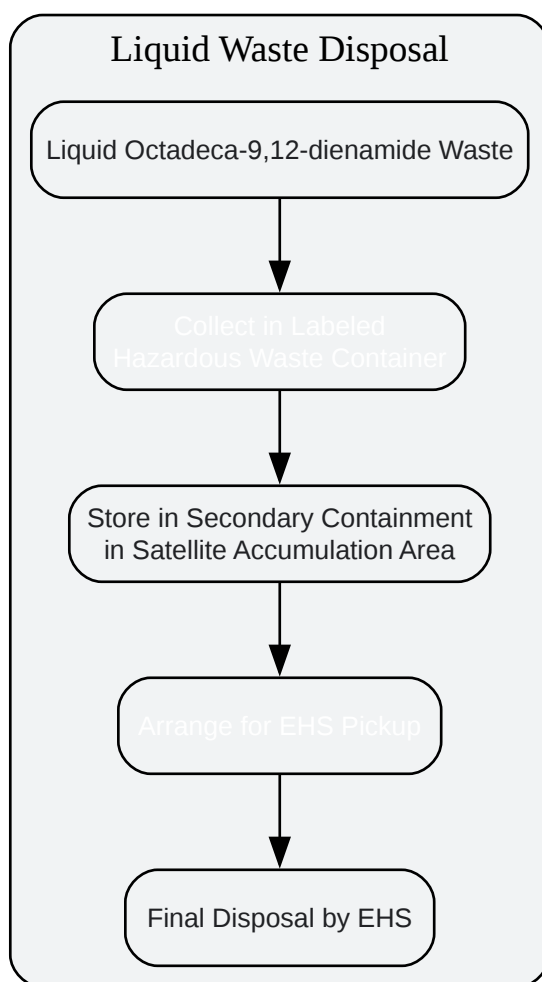 Liquid Waste Disposal
Liquid Octadeca-9,12-dienamide Waste
Collect in Labeled
Hazardous Waste Container
Store in Secondary Containment
in Satellite Accumulation Area
Arrange for EHS Pickup
Final Disposal by EHS